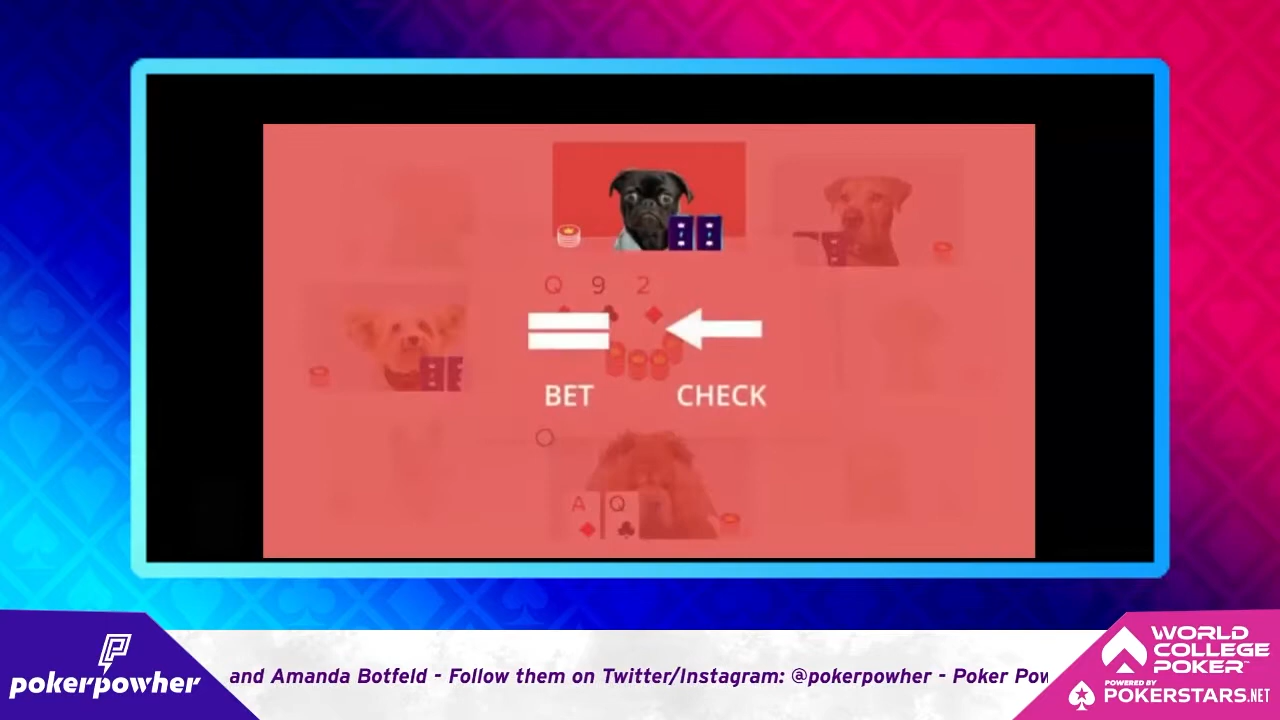 Q 9 2
BET CHECK
A Q
pokerpowher
and Amanda Botfeld - Follow them on Twitter/Instagram: @pokerpowher - Poker Pow
WORLD
COLLEGE
POKER™
POWERED BY
POKERSTARS.NET